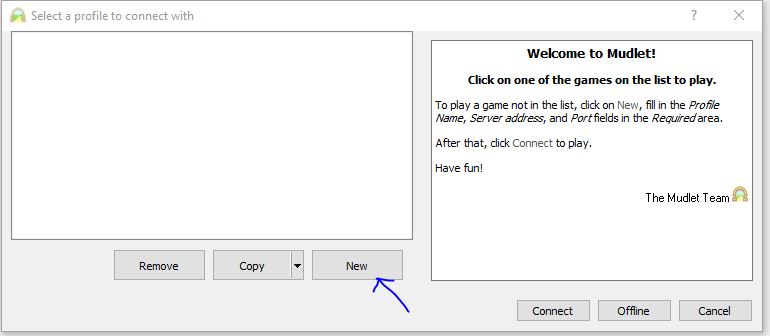 Select a profile to connect with
Welcome to Mudlet!
Click on one of the games on the list to play.
To play a game not in the list, click on New, fill in the Profile
Name, Server address, and Port fields in the Required area.
After that, click Connect to play.
Have fun!
The Mudlet Team
Remove
Copy
New
Connect
Offline
Cancel